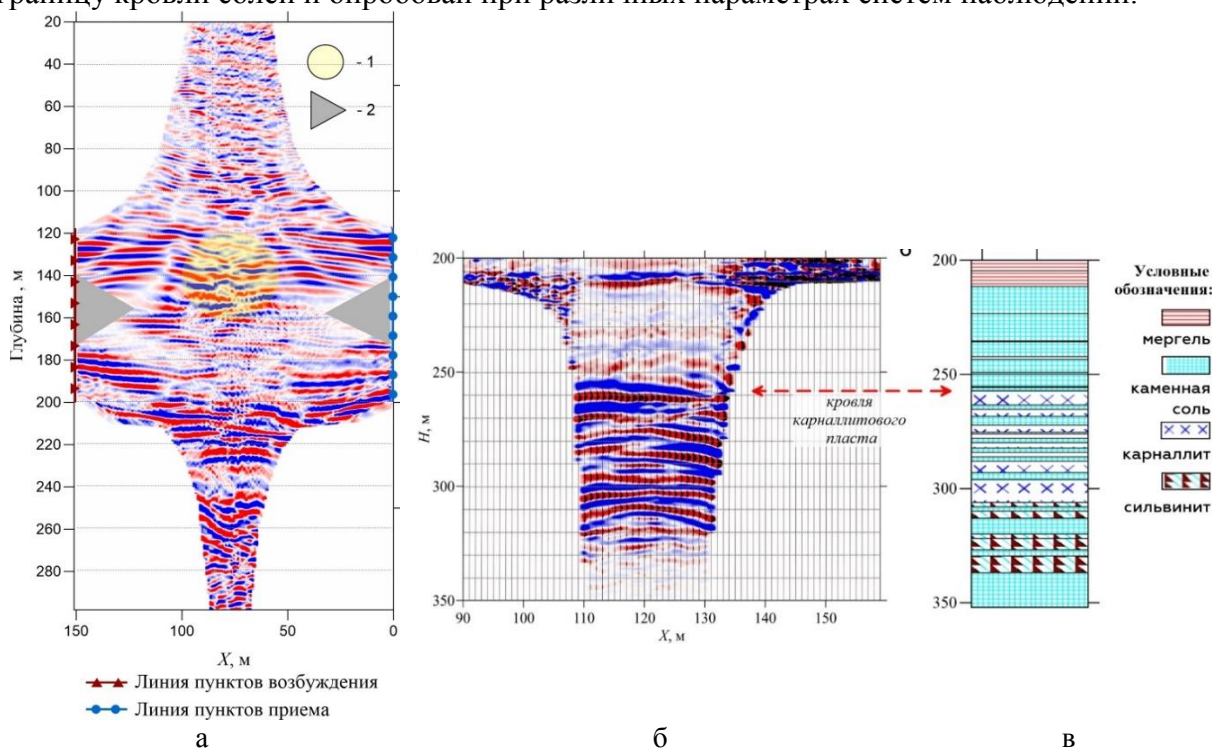 границу кровли солей и опробован при различных параметрах систем наблюдений.
20
40
60
80
100
120
140
160
180
200
220
240
260
280
Глубина , м
- 1
- 2
150
100
50
0
X, м
Линия пунктов возбуждения
Линия пунктов приема
а
200
250
300
350
H, м
90
100
110
120
130
140
150
X, м
кровля
карналлитового
пласта
б
200
250
300
350
Условные
обозначения:
мергель
каменная
соль
карналлит
сильвинит
в